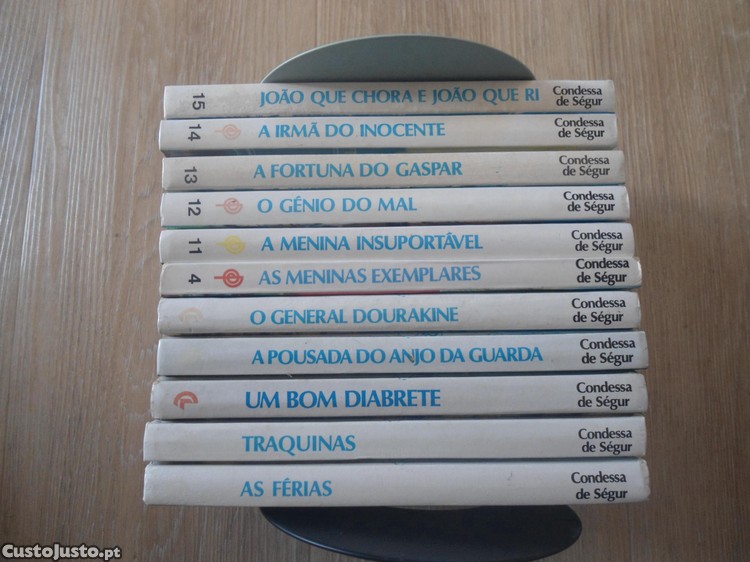 15 JOÃO QUE CHORA E JOÃO QUE RI Condessa
de Ségur
14 A IRMÃ DO INOCENTE Condessa
de Ségur
13 A FORTUNA DO GASPAR Condessa
de Ségur
12 O GÉNIO DO MAL Condessa
de Ségur
11 A MENINA INSUPORTÁVEL Condessa
de Ségur
4 AS MENINAS EXEMPLARES Condessa
de Ségur
O GENERAL DOURAKINE Condessa
de Ségur
A POUSADA DO ANJO DA GUARDA Condessa
de Ségur
UM BOM DIABRETE Condessa
de Ségur
TRAQUINAS Condessa
de Ségur
AS FÉRIAS Condessa
de Ségur
CustoJusto.pt